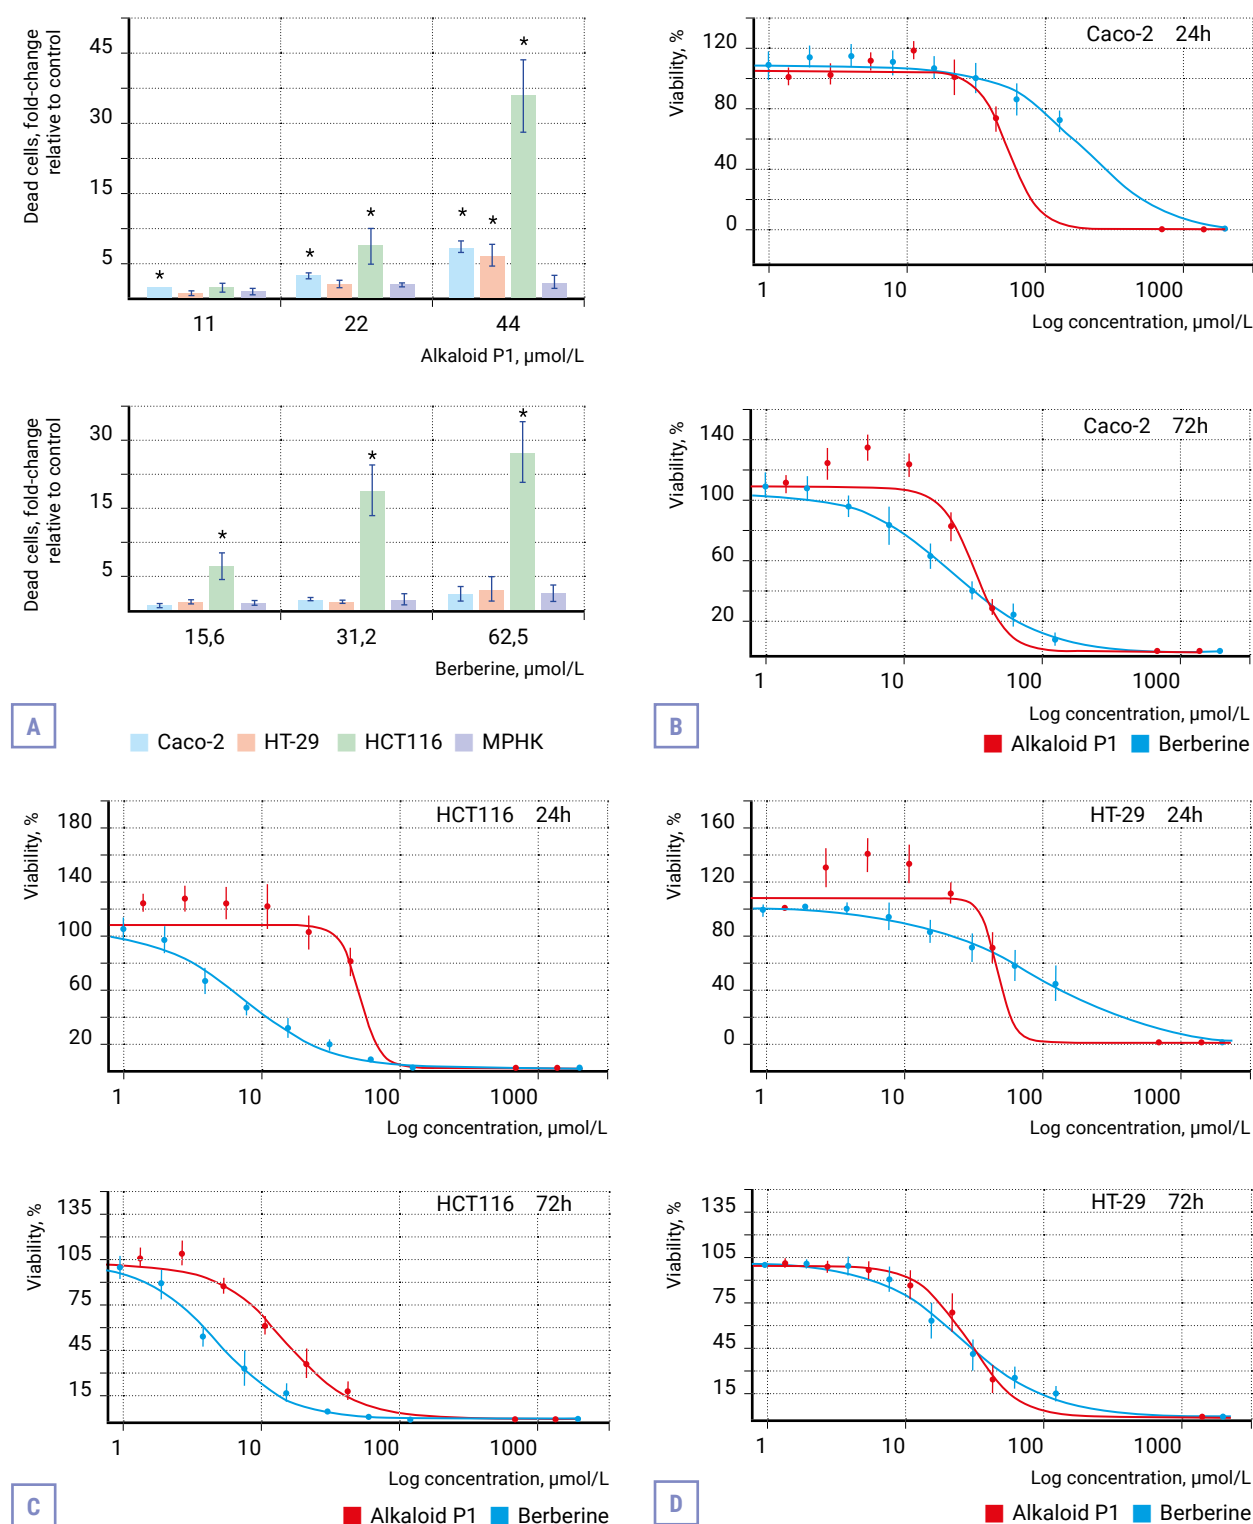 Dead cells, fold-change
relative to control
45
30
15
5
*
*
*
*
*
*
11
22
44
Alkaloid P1, µmol/L
Dead cells, fold-change
relative to control
30
15
5
*
*
*
15,6
31,2
62,5
Berberine, µmol/L
A
Caco-2
HT-29
HCT116
MPHK
Caco-2 24h
Viability, %
120
80
40
0
1
10
100
1000
Log concentration, µmol/L
Caco-2 72h
Viability, %
140
100
60
20
1
10
100
1000
Log concentration, µmol/L
B
Alkaloid P1
Berberine
HCT116 24h
Viability, %
180
140
100
60
20
1
10
100
1000
Log concentration, µmol/L
HCT116 72h
Viability, %
135
105
75
45
15
1
10
100
1000
Log concentration, µmol/L
C
Alkaloid P1
Berberine
HT-29 24h
Viability, %
160
120
80
40
0
1
10
100
1000
Log concentration, µmol/L
HT-29 72h
Viability, %
135
105
75
45
15
1
10
100
1000
Log concentration, µmol/L
D
Alkaloid P1
Berberine